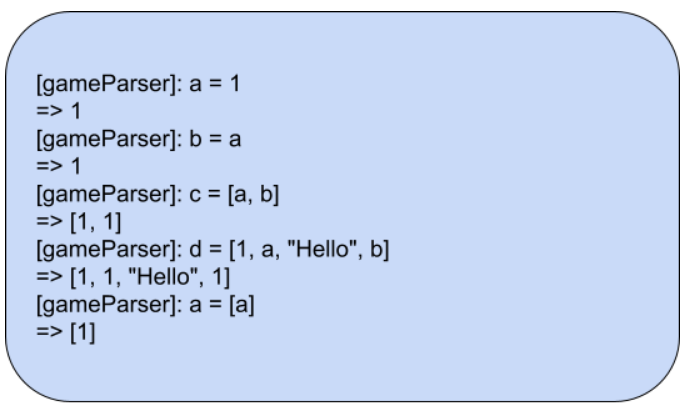 [gameParser]: a = 1
=> 1
[gameParser]: b = a
=> 1
[gameParser]: c = [a, b]
=> [1, 1]
[gameParser]: d = [1, a, "Hello", b]
=> [1, 1, "Hello", 1]
[gameParser]: a = [a]
=> [1]